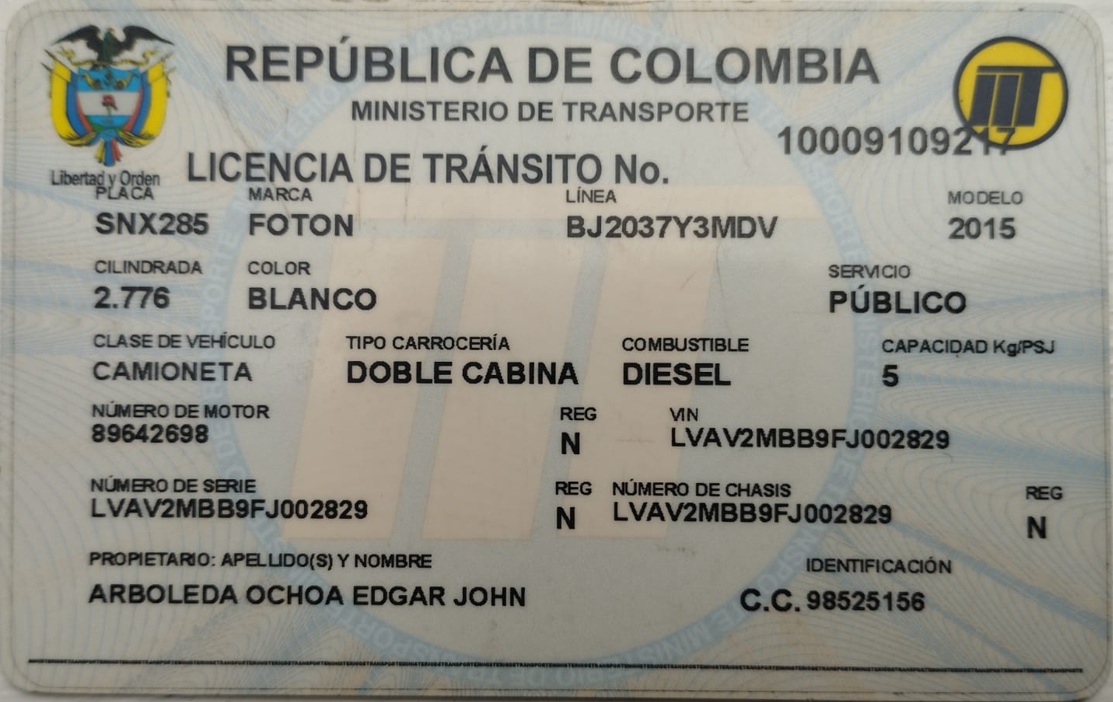 REPÚBLICA DE COLOMBIA
MINISTERIO DE TRANSPORTE
Libertad y Orden
LICENCIA DE TRÁNSITO No. 10009109217
PLACA MARCA LÍNEA MODELO
SNX285 FOTON BJ2037Y3MDV 2015
CILINDRADA COLOR SERVICIO
2.776 BLANCO PÚBLICO
CLASE DE VEHÍCULO TIPO CARROCERÍA COMBUSTIBLE CAPACIDAD Kg/PSJ
CAMIONETA DOBLE CABINA DIESEL 5
NÚMERO DE MOTOR REG VIN
89642698 N LVAV2MBB9FJ002829
NÚMERO DE SERIE REG NÚMERO DE CHASIS REG
LVAV2MBB9FJ002829 N LVAV2MBB9FJ002829 N
PROPIETARIO: APELLIDO(S) Y NOMBRE IDENTIFICACIÓN
ARBOLEDA OCHOA EDGAR JOHN C.C. 98525156